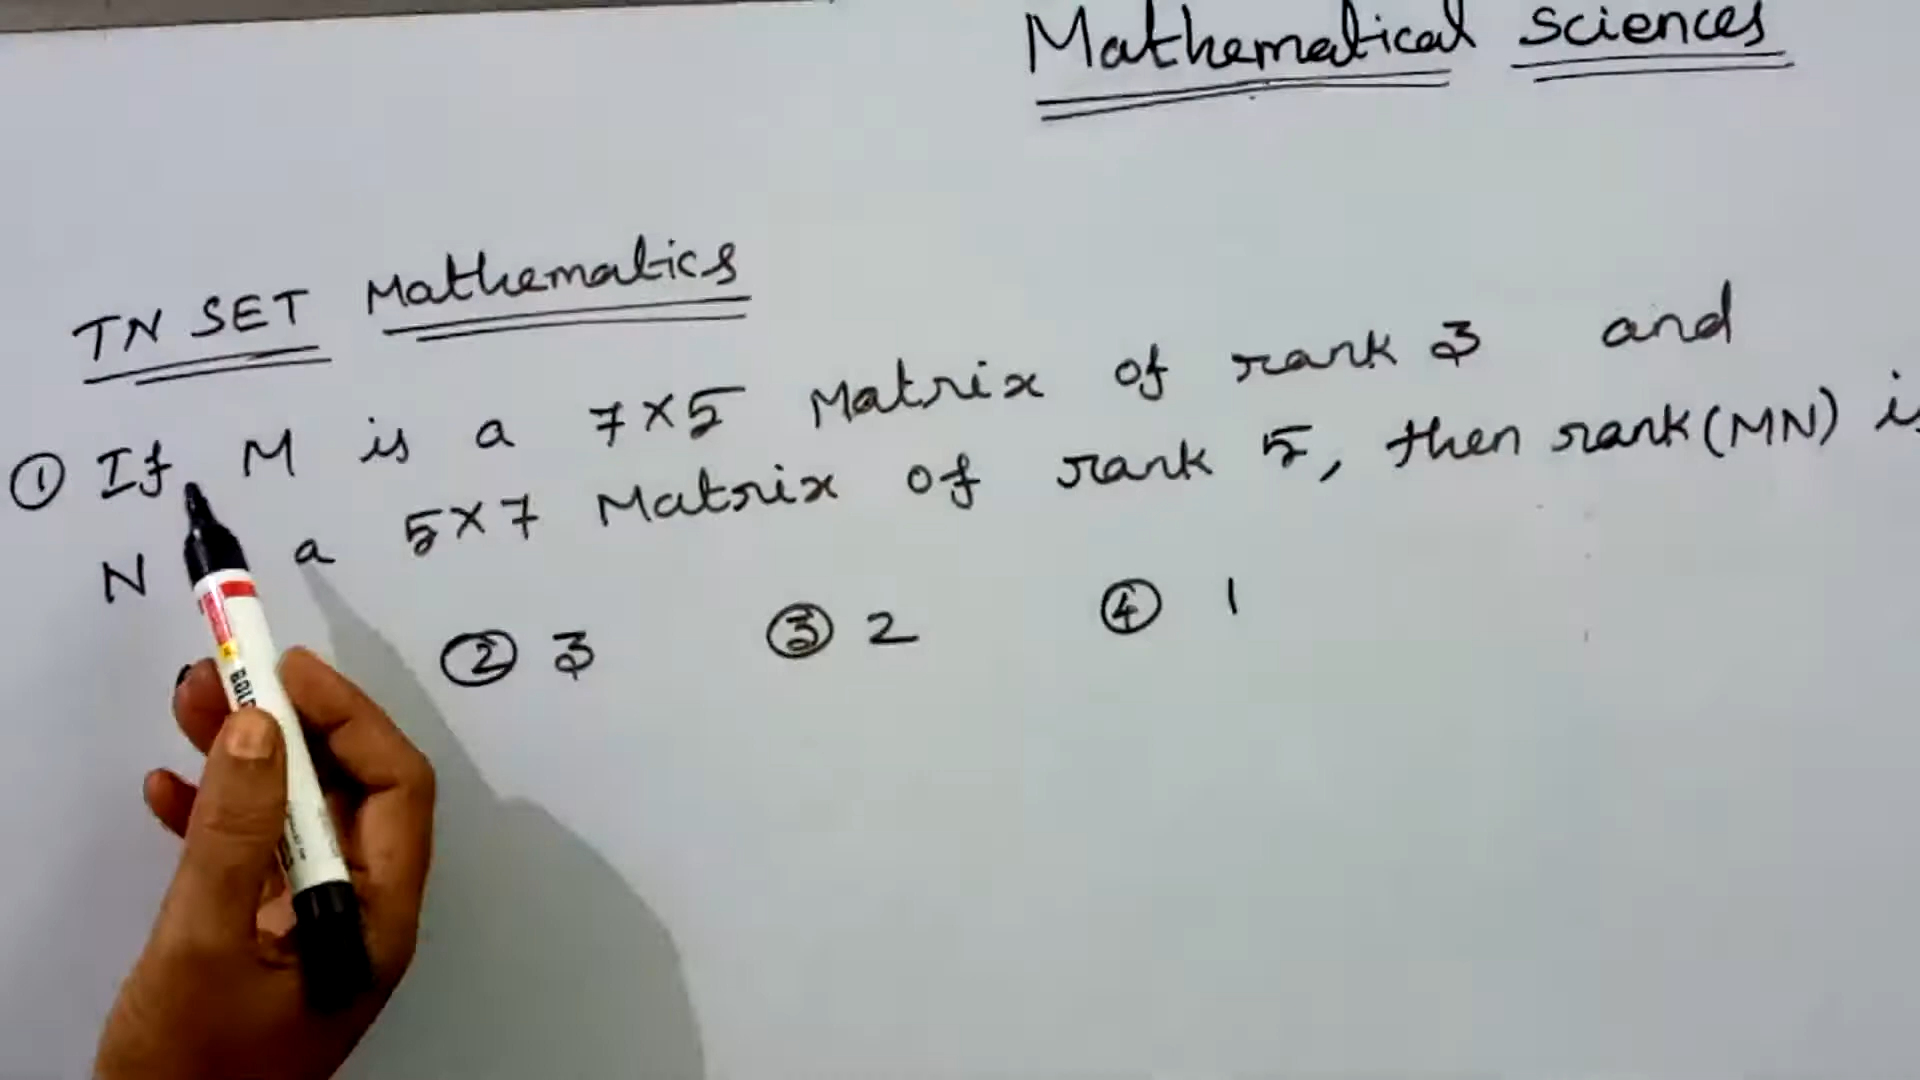 Mathematical Sciences
TN SET Mathematics
① If M is a 7×5 Matrix of rank 3 and
N a 5×7 Matrix of rank 5, then rank(MN) is
② 3 ③ 2 ④ 1